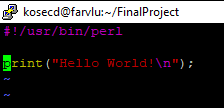 kosecd@farvlu:~/FinalProject
#!/usr/bin/perl
print("Hello World!\n");
~
~